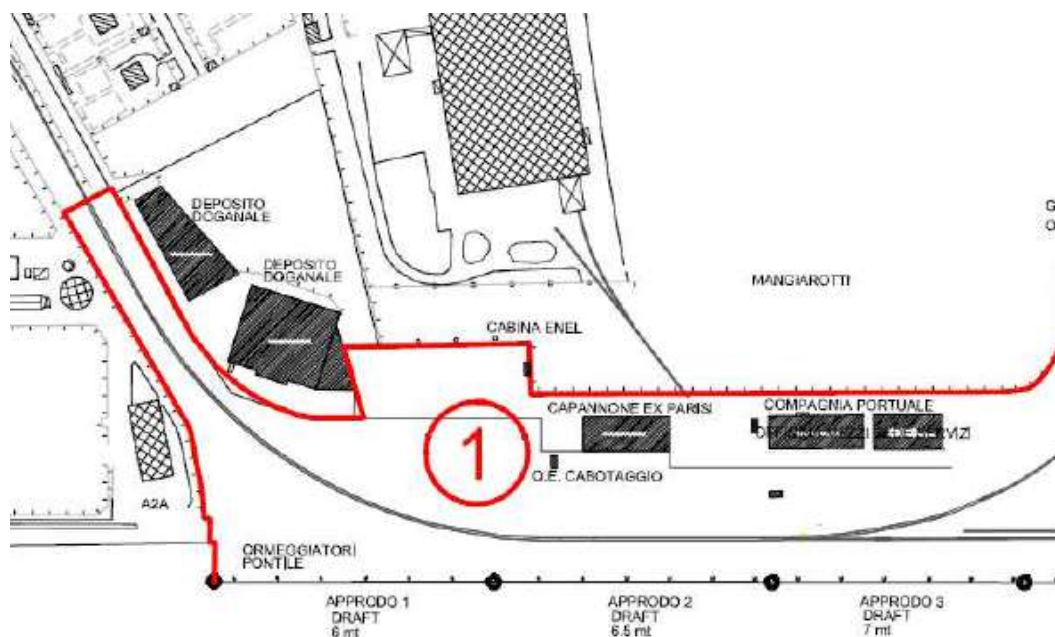 DEPOSITO
DOGANALE
DEPOSITO
DOGANALE
G
O
MANGIAROTTI
CABINA ENEL
CAPANNONE EX PARISI
COMPAGNIA PORTUALE
SERVIZI
1
Q.E. CABOTAGGIO
A2A
ORMEGGIATORI
PONTILE
APPRODO 1
DRAFT
6 mt
APPRODO 2
DRAFT
6.5 mt
APPRODO 3
DRAFT
7 mt